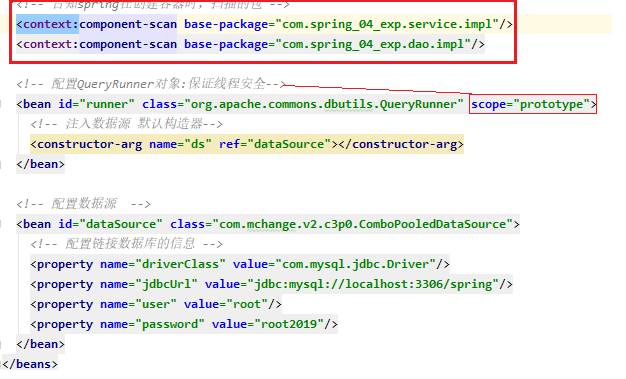 <!-- 告知spring在创建容器时，扫描的包 -->
<context:component-scan base-package="com.spring_04_exp.service.impl"/>
<context:component-scan base-package="com.spring_04_exp.dao.impl"/>
<!-- 配置QueryRunner对象:保证线程安全-->
<bean id="runner" class="org.apache.commons.dbutils.QueryRunner" scope="prototype">
<!-- 注入数据源 默认构造器-->
<constructor-arg name="ds" ref="dataSource"></constructor-arg>
</bean>
<!-- 配置数据源  -->
<bean id="dataSource" class="com.mchange.v2.c3p0.ComboPooledDataSource">
<!-- 配置链接数据库的信息 -->
<property name="driverClass" value="com.mysql.jdbc.Driver"/>
<property name="jdbcUrl" value="jdbc:mysql://localhost:3306/spring"/>
<property name="user" value="root"/>
<property name="password" value="root2019"/>
</bean>
</beans>